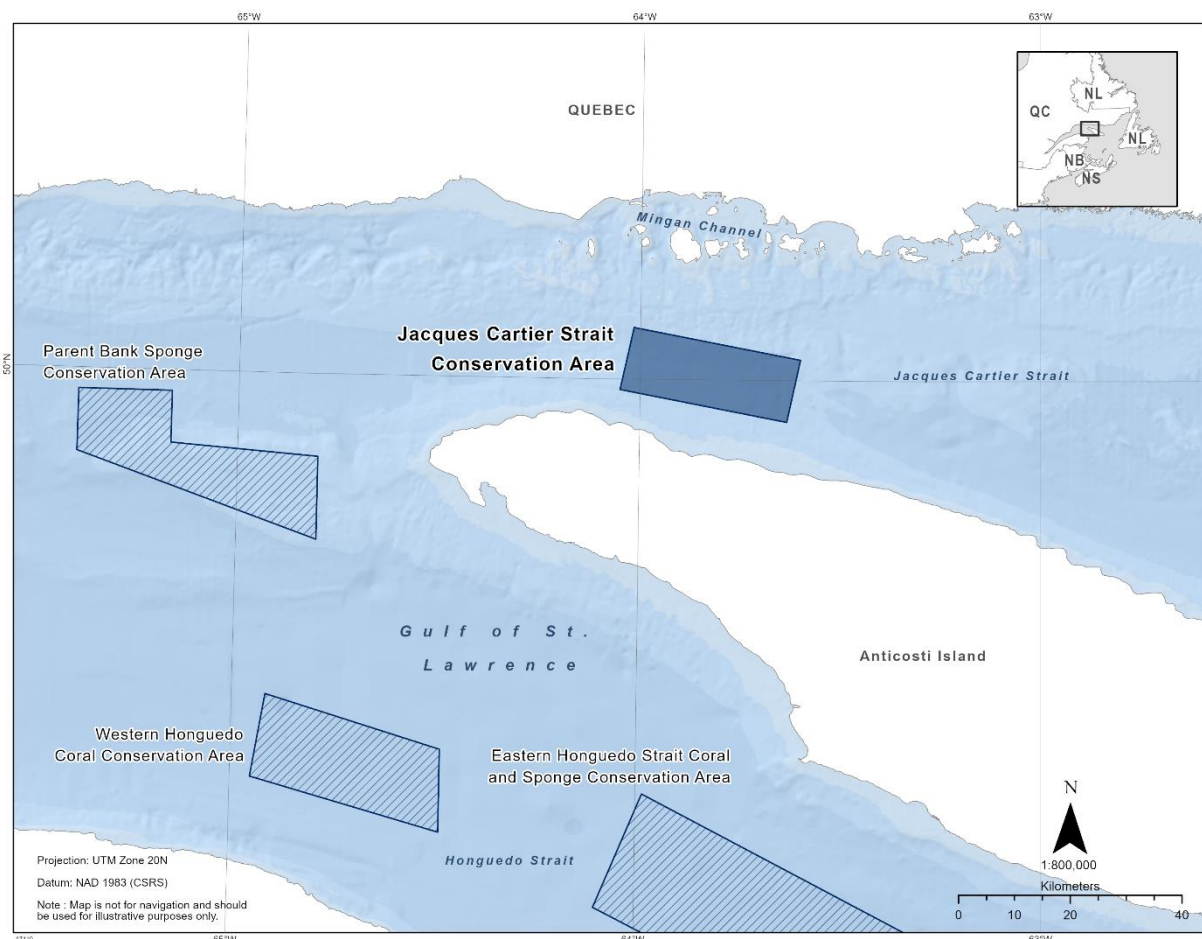 65°W
64°W
63°W
QUEBEC
QC
NL
NL
NB
NS
Mingan Channel
Jacques Cartier Strait
Conservation Area
Parent Bank Sponge
Conservation Area
50°N
Jacques Cartier Strait
Gulf of St.
Lawrence
Anticosti Island
Western Honguedo
Coral Conservation Area
Eastern Honguedo Strait Coral
and Sponge Conservation Area
Honguedo Strait
N
1:800,000
Kilometers
0 10 20 40
Projection: UTM Zone 20N
Datum: NAD 1983 (CSRS)
Note : Map is not for navigation and should
be used for illustrative purposes only.
65°W
64°W
63°W